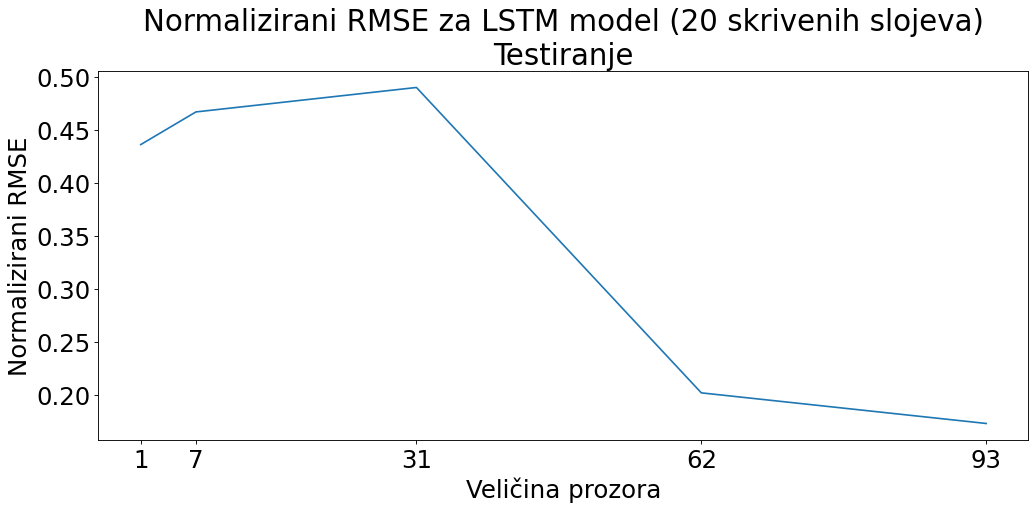 Normalizirani RMSE za LSTM model (20 skrivenih slojeva)
Testiranje
Normalizirani RMSE
0.50
0.45
0.40
0.35
0.30
0.25
0.20
1 7 31 62 93
Veličina prozora